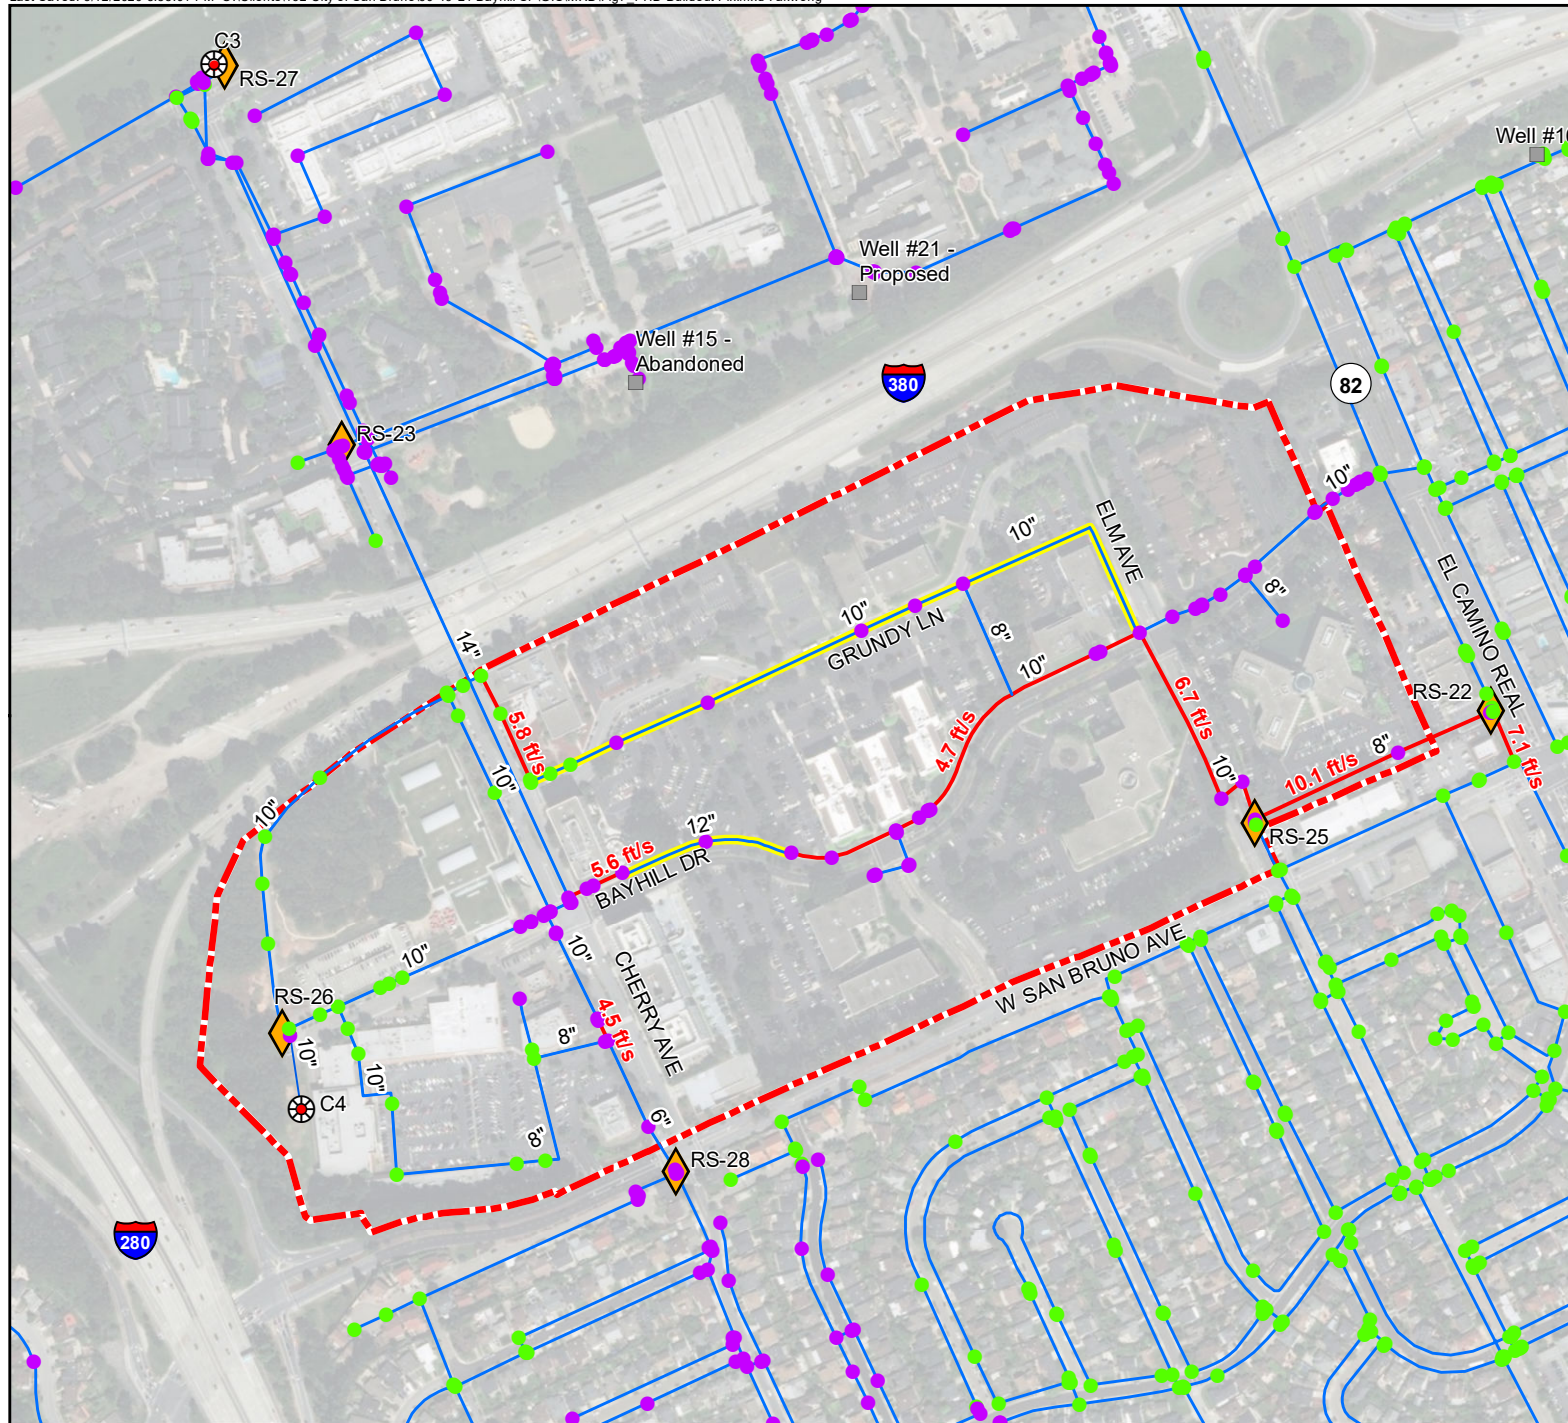 C3
RS-27
Well #16
Well #21 -
Proposed
Well #15 -
Abandoned
380
82
RS-23
10"
ELM AVE
10"
8"
EL CAMINO REAL
14"
10"
GRUNDY LN
8"
10"
RS-22
5.8 ft/s
6.7 ft/s
4.7 ft/s
7.1 ft/s
8"
10"
10"
10.1 ft/s
10"
12"
RS-25
5.6 ft/s
BAYHILL DR
10"
10"
CHERRY AVE
W SAN BRUNO AVE
RS-26
4.5 ft/s
8"
10"
10"
C4
6"
8"
RS-28
280